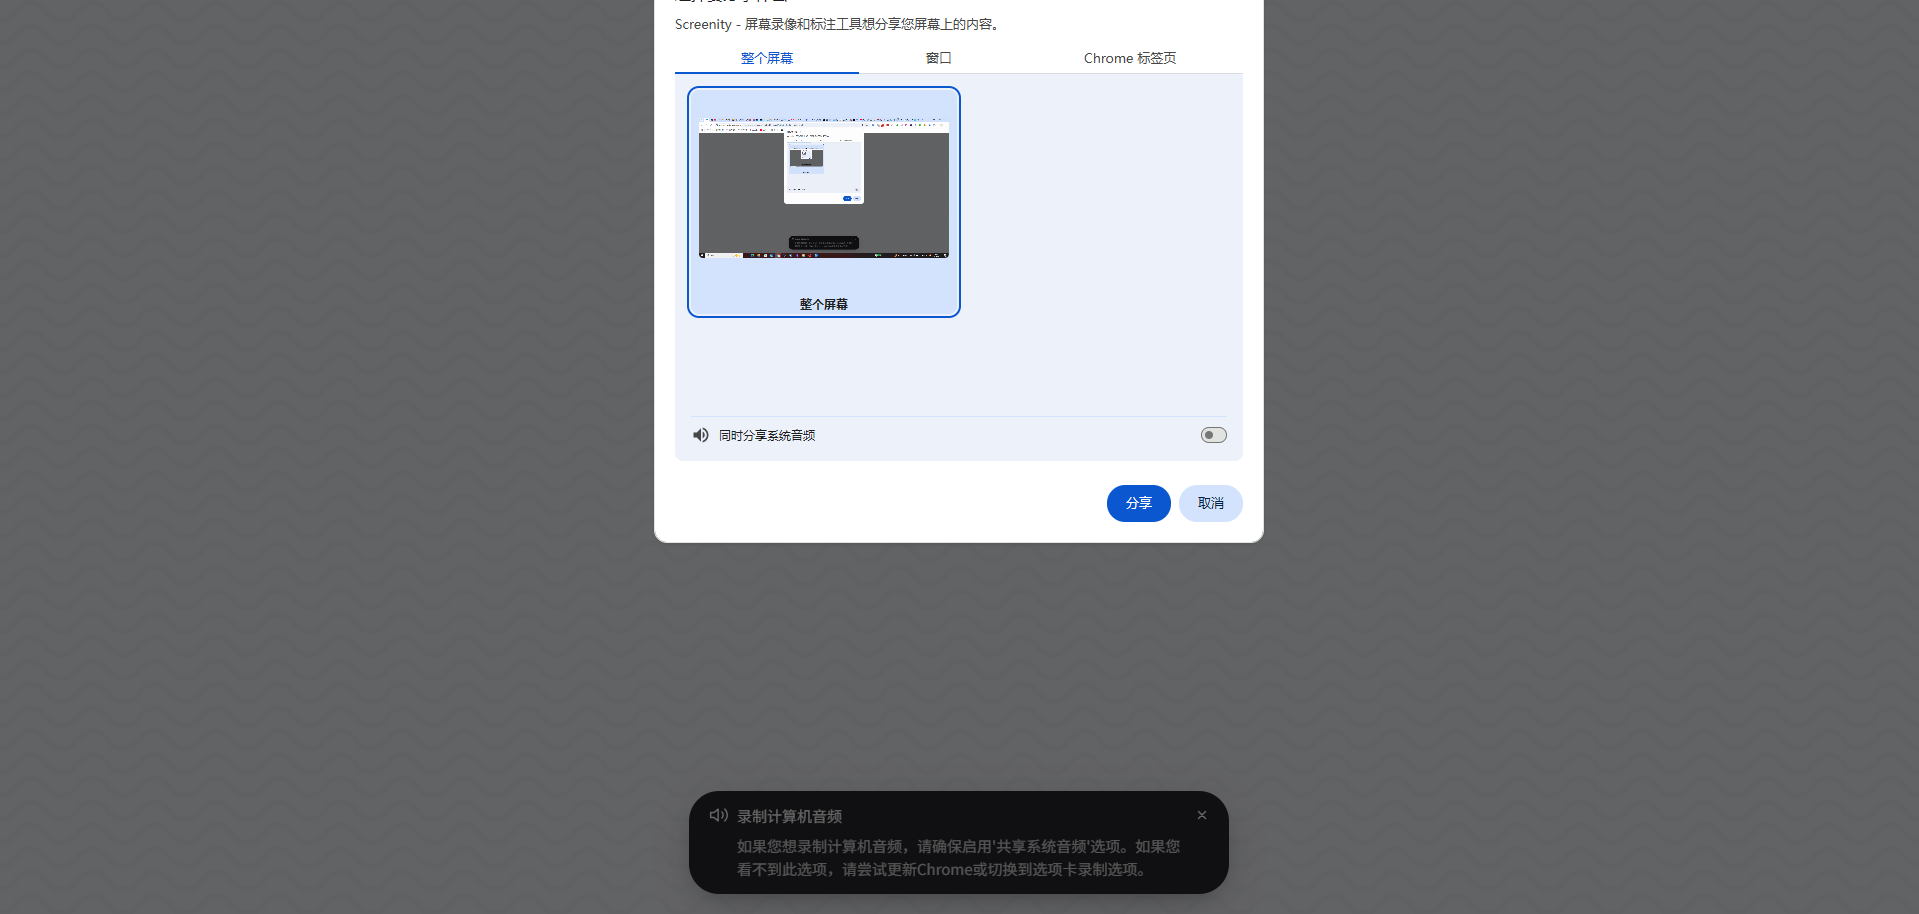 Screenity - 屏幕录像和标注工具想分享您屏幕上的内容。
整个屏幕
窗口
Chrome 标签页
整个屏幕
同时分享系统音频
分享
取消
录制计算机音频
如果您想录制计算机音频，请确保启用'共享系统音频'选项。如果您
看不到此选项，请尝试更新Chrome或切换到选项卡录制选项。